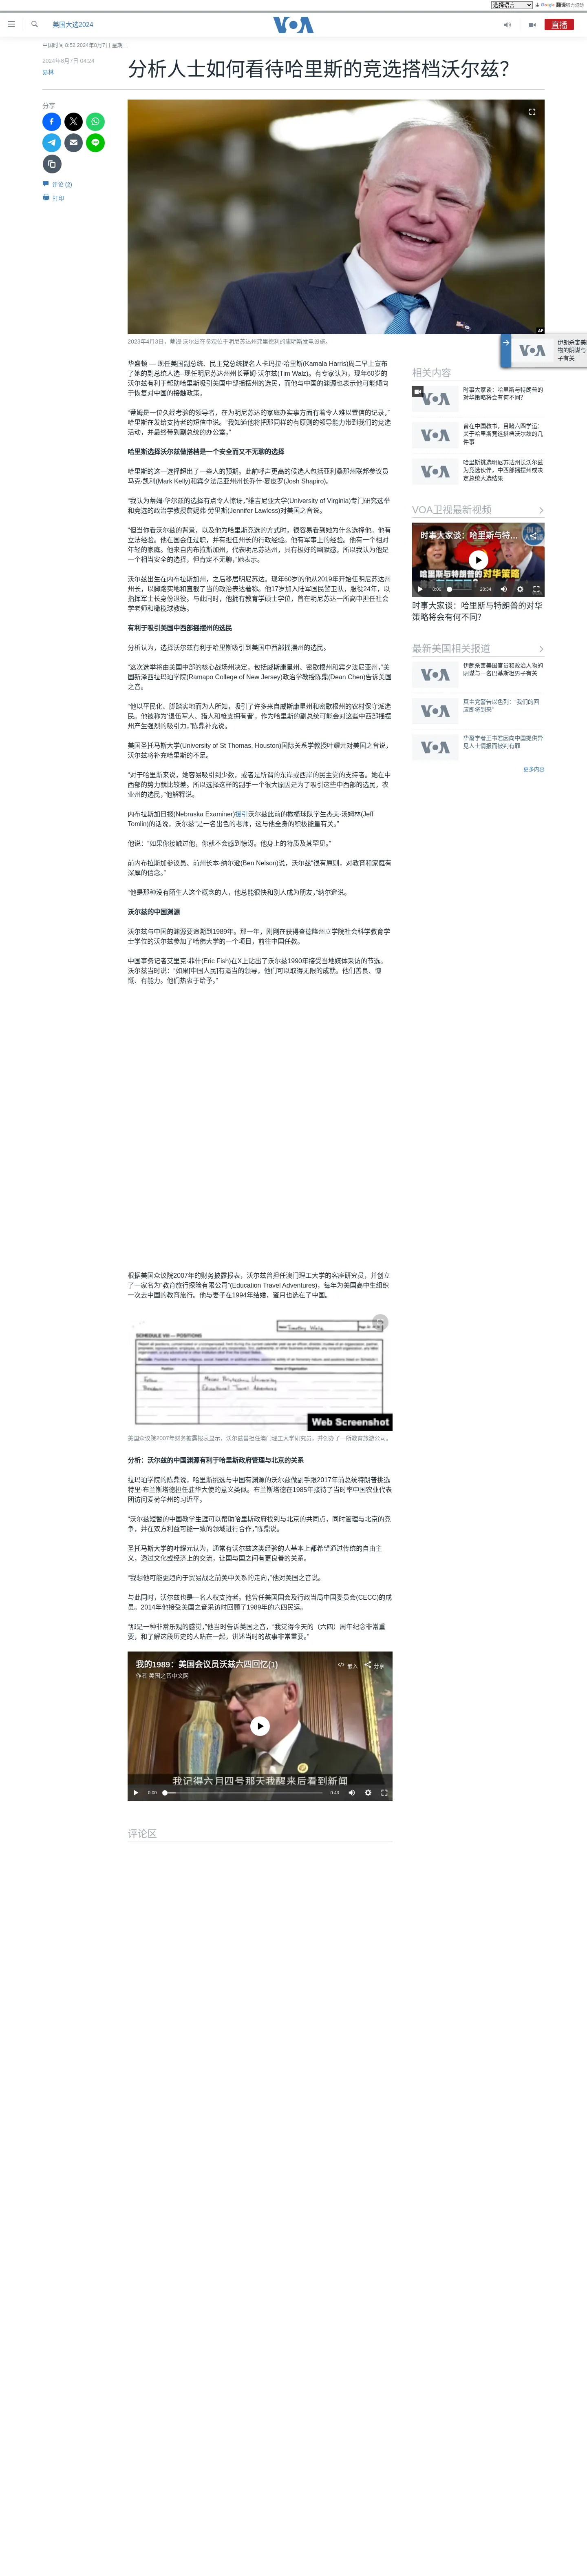 选择语言 由 Google 翻译强力驱动
美国大选2024
VOA
直播
中国时间 8:52 2024年8月7日 星期三
2024年8月7日 04:24
易林
分析人士如何看待哈里斯的竞选搭档沃尔兹？
分享
评论 (2)
打印
AP
2023年4月3日，蒂姆·沃尔兹在参观位于明尼苏达州弗里德利的康明斯发电设施。
伊朗杀害美
物的阴谋与
子有关
华盛顿 — 现任美国副总统、民主党总统提名人卡玛拉·哈里斯(Kamala Harris)周二早上宣布
了她的副总统人选--现任明尼苏达州州长蒂姆·沃尔兹(Tim Walz)。有专家认为，现年60岁的
沃尔兹有利于帮助哈里斯吸引美国中西部摇摆州的选民，而他与中国的渊源也表示他可能倾向
于恢复对中国的接触政策。
“蒂姆是一位久经考验的领导者，在为明尼苏达的家庭办实事方面有着令人难以置信的记录，”
哈里斯在发给支持者的短信中说。“我知道他将把那同样的有原则的领导能力带到我们的竞选
活动，并最终带到副总统的办公室。”
哈里斯选择沃尔兹做搭档是一个安全而又不无聊的选择
哈里斯的这一选择超出了一些人的预期。此前呼声更高的候选人包括亚利桑那州联邦参议员
马克·凯利(Mark Kelly)和宾夕法尼亚州州长乔什·夏皮罗(Josh Shapiro)。
“我认为蒂姆·华尔兹的选择有点令人惊讶，”维吉尼亚大学(University of Virginia)专门研究选举
和竞选的政治学教授詹妮弗·劳里斯(Jennifer Lawless)对美国之音说。
“但当你看沃尔兹的背景，以及他为哈里斯竞选的方式的时候，很容易看到她为什么选择他。他有
立法经验。他在国会任职过，并有担任州长的行政经验。他有军事上的经验。他有一个相对
年轻的家庭。他来自内布拉斯加州，代表明尼苏达州，具有极好的幽默感，所以我认为他是
一个相当安全的选择，但肯定不无聊，”她表示。
沃尔兹出生在内布拉斯加州，之后移居明尼苏达。现年60岁的他从2019年开始任明尼苏达州
州长，以脚踏实地和直截了当的政治表达著称。他17岁加入陆军国民警卫队，服役24年，以
指挥军士长身份退役。与此同时，他拥有教育学硕士学位，曾在明尼苏达一所高中担任社会
学老师和橄榄球教练。
有利于吸引美国中西部摇摆州的选民
分析认为，选择沃尔兹有利于哈里斯吸引到美国中西部摇摆州的选民。
“这次选举将由美国中部的核心战场州决定，包括威斯康星州、密歇根州和宾夕法尼亚州，”美
国新泽西拉玛珀学院(Ramapo College of New Jersey)政治学教授陈鼎(Dean Chen)告诉美国
之音。
“他以平民化、脚踏实地而为人所知，吸引了许多来自威斯康星州和密歇根州的农村保守派选
民。他被称为‘退伍军人、猎人和枪支拥有者’，作为哈里斯的副总统可能会对这些中西部摇摆
州产生强烈的吸引力，”陈鼎补充说。
美国圣托马斯大学(University of St Thomas, Houston)国际关系学教授叶耀元对美国之音说，
沃尔兹将补充哈里斯的不足。
“对于哈里斯来说，她容易吸引到少数，或者是所谓的东岸或西岸的民主党的支持者。她在中
西部的势力就比较差。所以选择这样的副手一个很大原因是为了吸引这些中西部的选民，农
业州的选民，”他解释说。
内布拉斯加日报(Nebraska Examiner)援引沃尔兹此前的橄榄球队学生杰夫·汤姆林(Jeff
Tomlin)的话说，沃尔兹“是一名出色的老师，这与他全身的积极能量有关。”
他说：“如果你接触过他，你就不会感到惊讶。他身上的特质及其罕见。”
前内布拉斯加参议员、前州长本·纳尔逊(Ben Nelson)说，沃尔兹“很有原则，对教育和家庭有
深厚的信念。”
“他是那种没有陌生人这个概念的人，他总能很快和别人成为朋友，”纳尔逊说。
沃尔兹的中国渊源
沃尔兹与中国的渊源要追溯到1989年。那一年，刚刚在获得查德隆州立学院社会科学教育学
士学位的沃尔兹参加了哈佛大学的一个项目，前往中国任教。
中国事务记者艾里克·菲什(Eric Fish)在X上贴出了沃尔兹1990年接受当地媒体采访的节选。
沃尔兹当时说：“如果[中国人民]有适当的领导，他们可以取得无限的成就。他们善良、慷
慨、有能力。他们热衷于给予。”
根据美国众议院2007年的财务披露报表，沃尔兹曾担任澳门理工大学的客座研究员，并创立
了一家名为“教育旅行探险有限公司”(Education Travel Adventures)，每年为美国高中生组织
一次去中国的教育旅行。他与妻子在1994年结婚，蜜月也选在了中国。
SCHEDULE VIII — POSITIONS
Web Screenshot
美国众议院2007年财务披露报表显示，沃尔兹曾担任澳门理工大学研究员，并创办了一所教育旅游公司。
分析：沃尔兹的中国渊源有利于哈里斯政府管理与北京的关系
拉玛珀学院的陈鼎说，哈里斯挑选与中国有渊源的沃尔兹做副手跟2017年前总统特朗普挑选
特里·布兰斯塔德担任驻华大使的意义类似。布兰斯塔德在1985年接待了当时率中国农业代表
团访问爱荷华州的习近平。
“沃尔兹短暂的中国教学生涯可以帮助哈里斯政府找到与北京的共同点，同时管理与北京的竞
争，并在双方利益可能一致的领域进行合作，”陈鼎说。
圣托马斯大学的叶耀元认为，通常有沃尔兹这类经验的人基本上都希望通过传统的自由主
义，透过文化或经济上的交流，让国与国之间有更良善的关系。
“我想他可能更趋向于贸易战之前美中关系的走向，”他对美国之音说。
与此同时，沃尔兹也是一名人权支持者。他曾任美国国会及行政当局中国委员会(CECC)的成
员。2014年他接受美国之音采访时回顾了1989年的六四民运。
“那是一种非常乐观的感觉，”他当时告诉美国之音，“我觉得今天的（六四）周年纪念非常重
要，和了解这段历史的人站在一起，讲述当时的故事非常重要。”
我的1989：美国会议员沃兹六四回忆(1)
作者 美国之音中文网
嵌入 分享
我记得六月四号那天我醒来后看到新闻
0:00 0:43
评论区
相关内容
时事大家谈：哈里斯与特朗普的
对华策略将会有何不同？
曾在中国教书，目睹六四学运：
关于哈里斯竞选搭档沃尔兹的几
件事
哈里斯挑选明尼苏达州长沃尔兹
为竞选伙伴，中西部摇摆州或决
定总统大选结果
VOA卫视最新视频
时事大家谈：哈里斯与特...
哈里斯与特朗普的对华策略
0:00 20:34
时事大家谈：哈里斯与特朗普的对华
策略将会有何不同？
最新美国相关报道
伊朗杀害美国官员和政治人物的
阴谋与一名巴基斯坦男子有关
真主党警告以色列：“我们的回
应即将到来”
华裔学者王书君因向中国提供异
见人士情报而被判有罪
更多内容